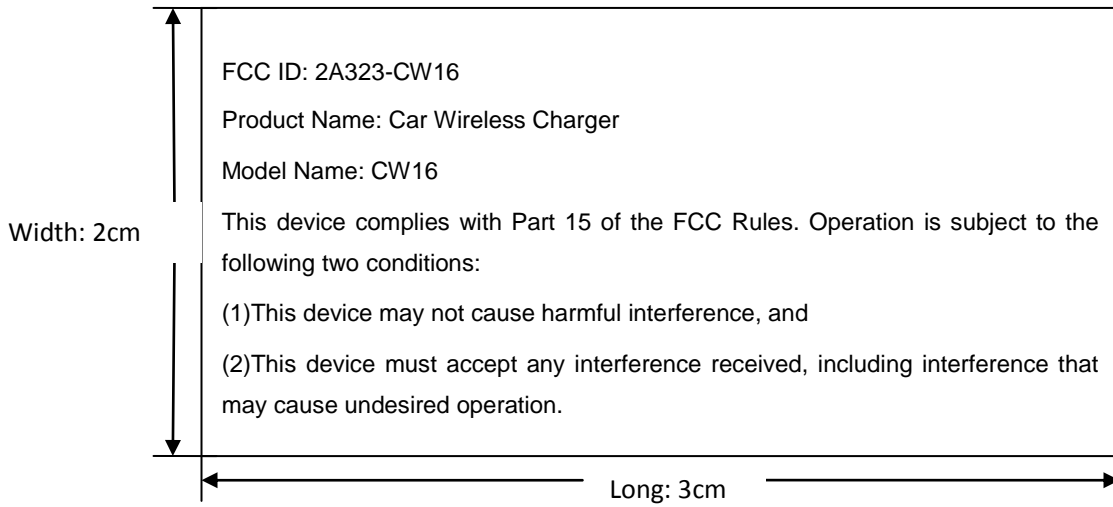 FCC ID: 2A323-CW16
Product Name: Car Wireless Charger
Model Name: CW16
Width: 2cm
This device complies with Part 15 of the FCC Rules. Operation is subject to the
following two conditions:
(1)This device may not cause harmful interference, and
(2)This device must accept any interference received, including interference that
may cause undesired operation.
Long: 3cm